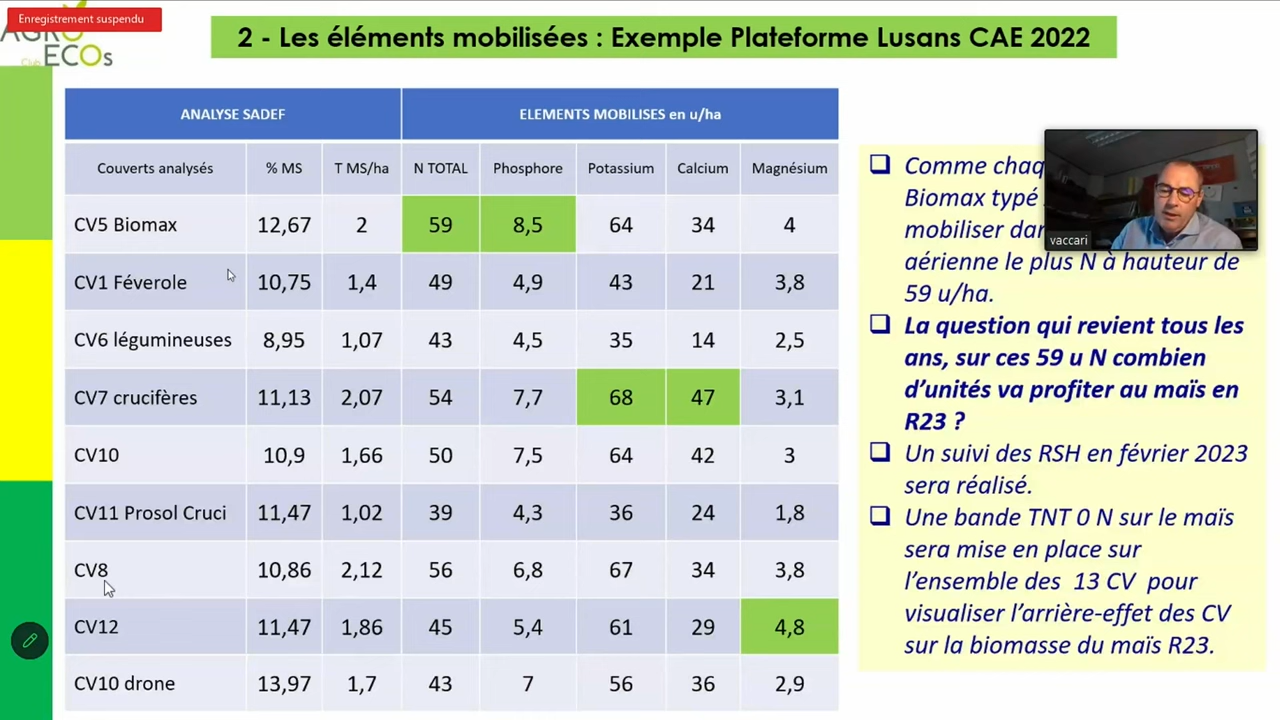 Enregistrement suspendu
AGRO
Club ECOs
2 - Les éléments mobilisées : Exemple Plateforme Lusans CAE 2022
ANALYSE SADEF ELEMENTS MOBILISES en u/ha
Couverts analysés % MS T MS/ha N TOTAL Phosphore Potassium Calcium Magnésium
CV5 Biomax 12,67 2 59 8,5 64 34 4
CV1 Féverole 10,75 1,4 49 4,9 43 21 3,8
CV6 légumineuses 8,95 1,07 43 4,5 35 14 2,5
CV7 crucifères 11,13 2,07 54 7,7 68 47 3,1
CV10 10,9 1,66 50 7,5 64 42 3
CV11 Prosol Cruci 11,47 1,02 39 4,3 36 24 1,8
CV8 10,86 2,12 56 6,8 67 34 3,8
CV12 11,47 1,86 45 5,4 61 29 4,8
CV10 drone 13,97 1,7 43 7 56 36 2,9
Comme
Biomax typé
mobiliser
aérienne le plus N à hauteur de
59 u/ha.
La question qui revient tous les
ans, sur ces 59 u N combien
d'unités va profiter au maïs en
R23 ?
Un suivi des RSH en février 2023
sera réalisé.
Une bande TNT 0 N sur le maïs
sera mise en place sur
l'ensemble des 13 CV pour
visualiser l'arrière-effet des CV
sur la biomasse du maïs R23.
vaccari